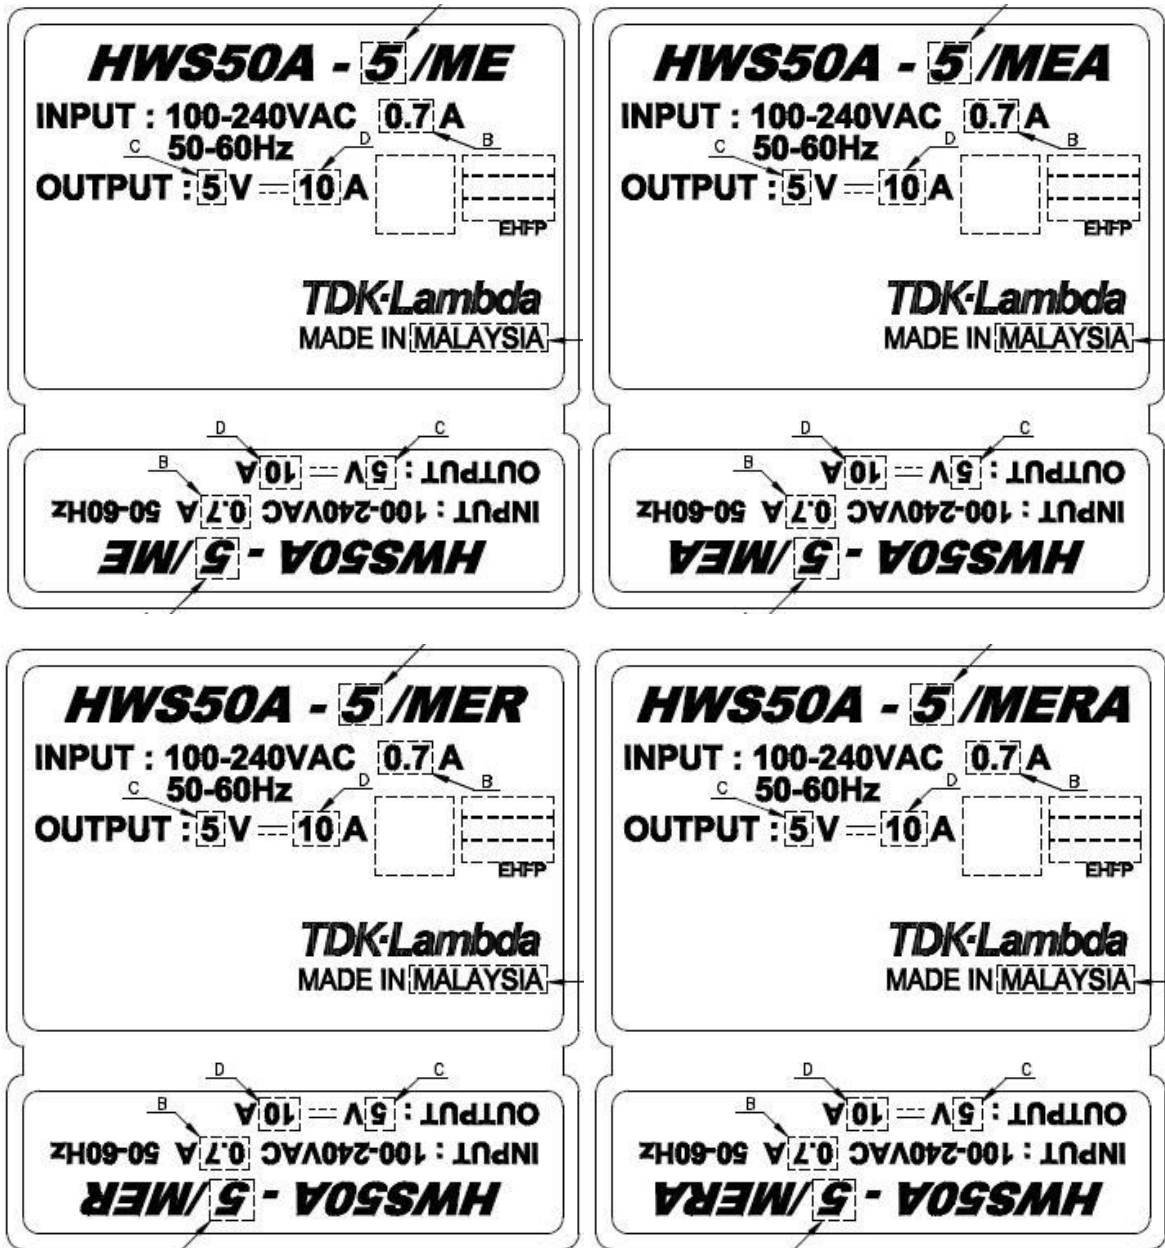 HWS50A - 5 /ME
INPUT : 100-240VAC 0.7 A
50-60Hz
C
D
B
OUTPUT : 5 V 10 A
EHFP
TDK-Lambda
MADE IN MALAYSIA
D
C
OUTPUT : 5 V 10 A
B
INPUT : 100-240VAC 0.7 A 50-60Hz
HWS50A - 5 /ME
HWS50A - 5 /MEA
INPUT : 100-240VAC 0.7 A
50-60Hz
C
D
B
OUTPUT : 5 V 10 A
EHFP
TDK-Lambda
MADE IN MALAYSIA
D
C
OUTPUT : 5 V 10 A
B
INPUT : 100-240VAC 0.7 A 50-60Hz
HWS50A - 5 /MEA
HWS50A - 5 /MER
INPUT : 100-240VAC 0.7 A
50-60Hz
C
D
B
OUTPUT : 5 V 10 A
EHFP
TDK-Lambda
MADE IN MALAYSIA
D
C
OUTPUT : 5 V 10 A
B
INPUT : 100-240VAC 0.7 A 50-60Hz
HWS50A - 5 /MER
HWS50A - 5 /MERA
INPUT : 100-240VAC 0.7 A
50-60Hz
C
D
B
OUTPUT : 5 V 10 A
EHFP
TDK-Lambda
MADE IN MALAYSIA
D
C
OUTPUT : 5 V 10 A
B
INPUT : 100-240VAC 0.7 A 50-60Hz
HWS50A - 5 /MERA